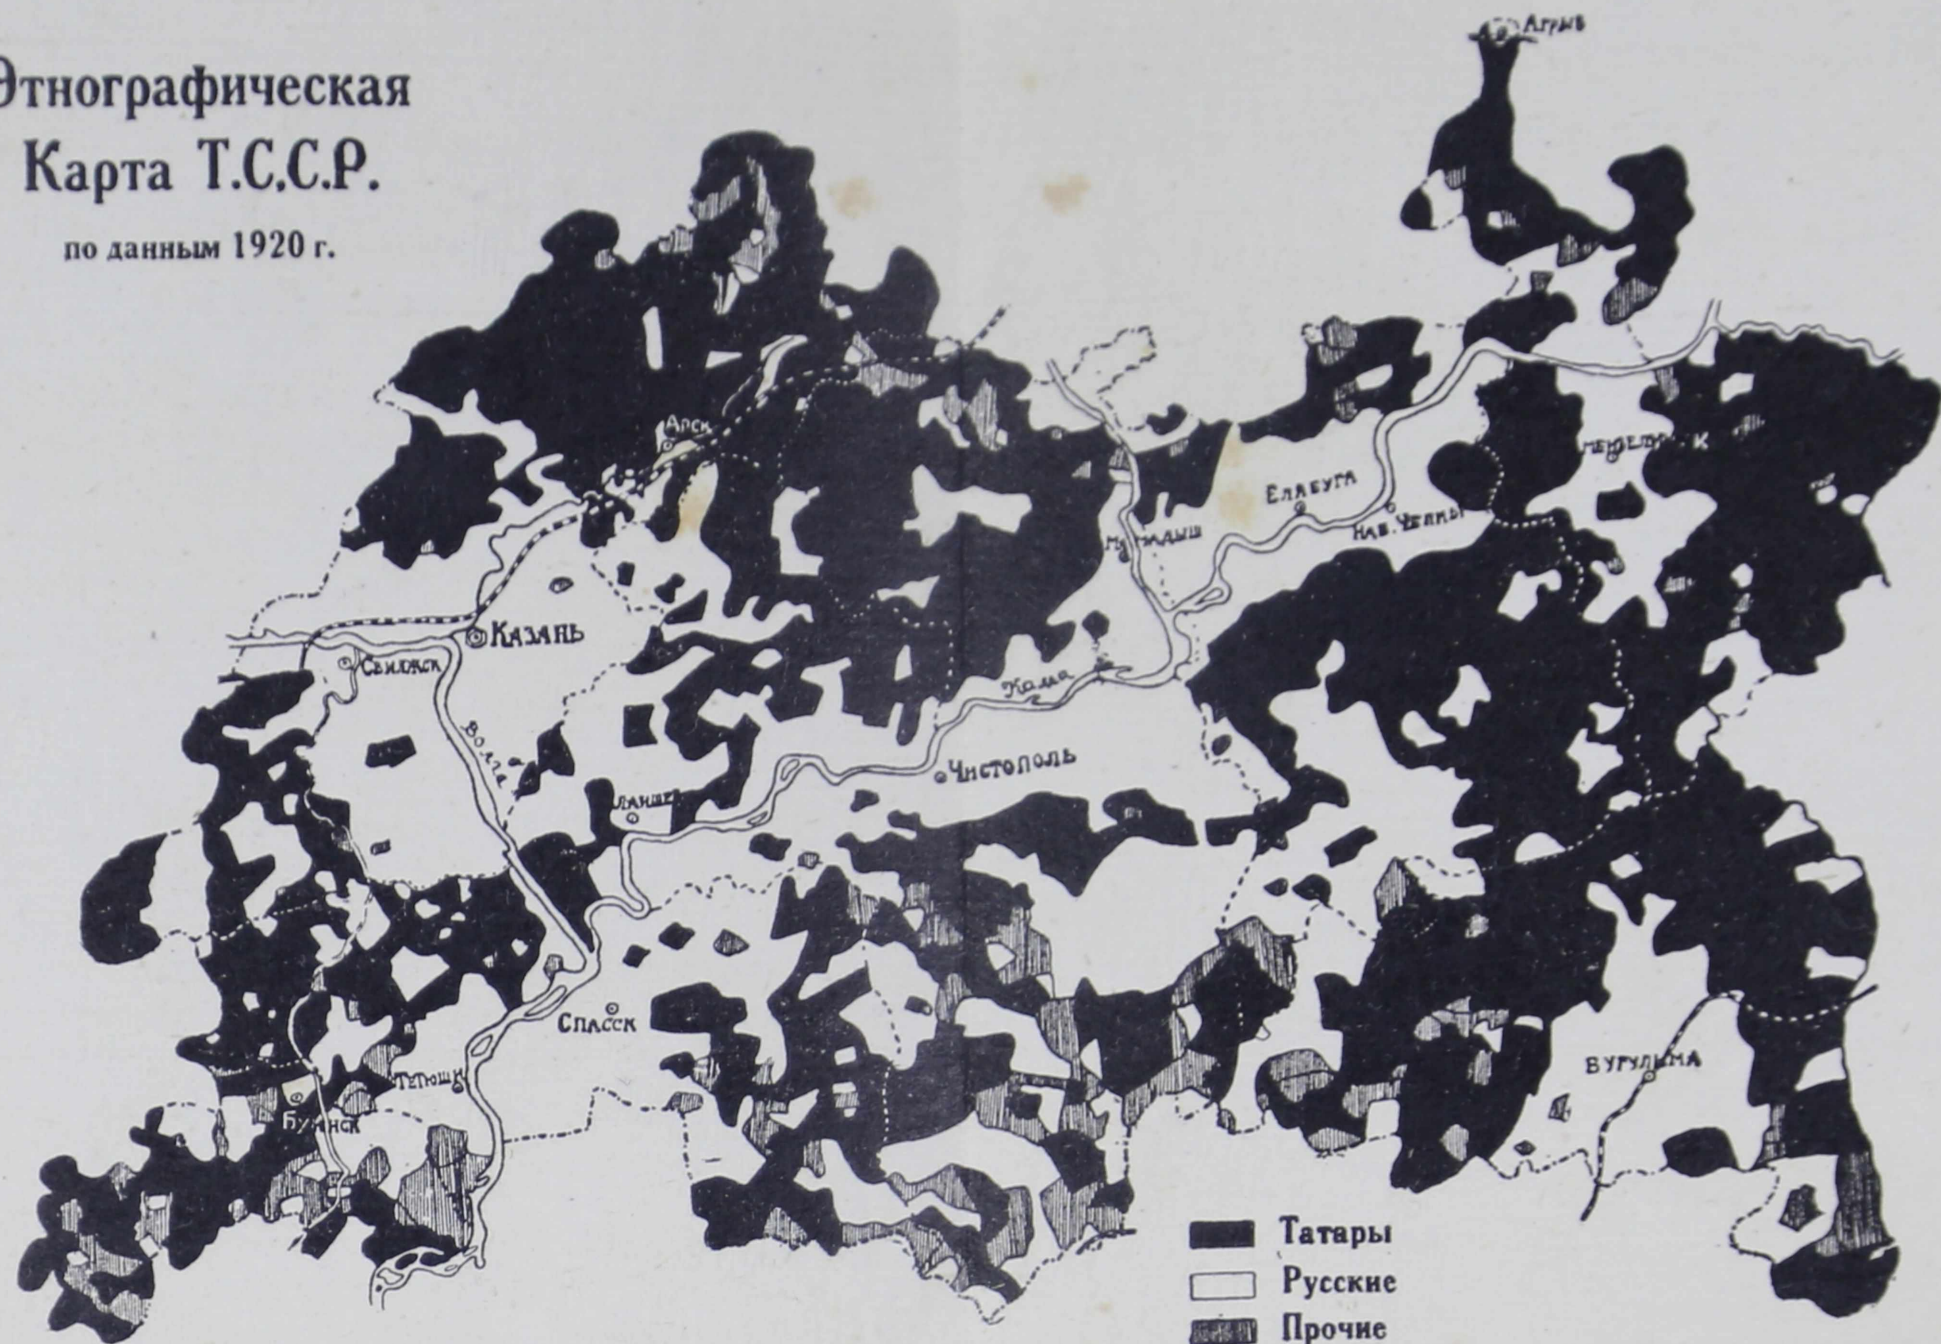 Этнографическая
Карта Т.С.С.Р.
по данным 1920 г.
Агрыз
Арск
Мензелинск
Елабуга
Наб. Челны
Мамадыш
Казань
Свияжск
Кама
Волга
Чистополь
Лаишев
Спасск
Тетюши
Буинск
Бугульма
Татары
Русские
Прочие